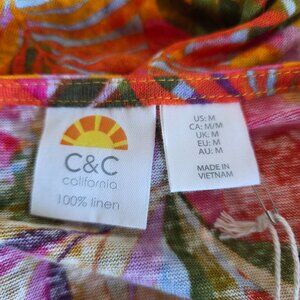 C&C
california
100% linen
US: M
CA: M/M
UK: M
EU: M
AU: M
MADE IN
VIETNAM